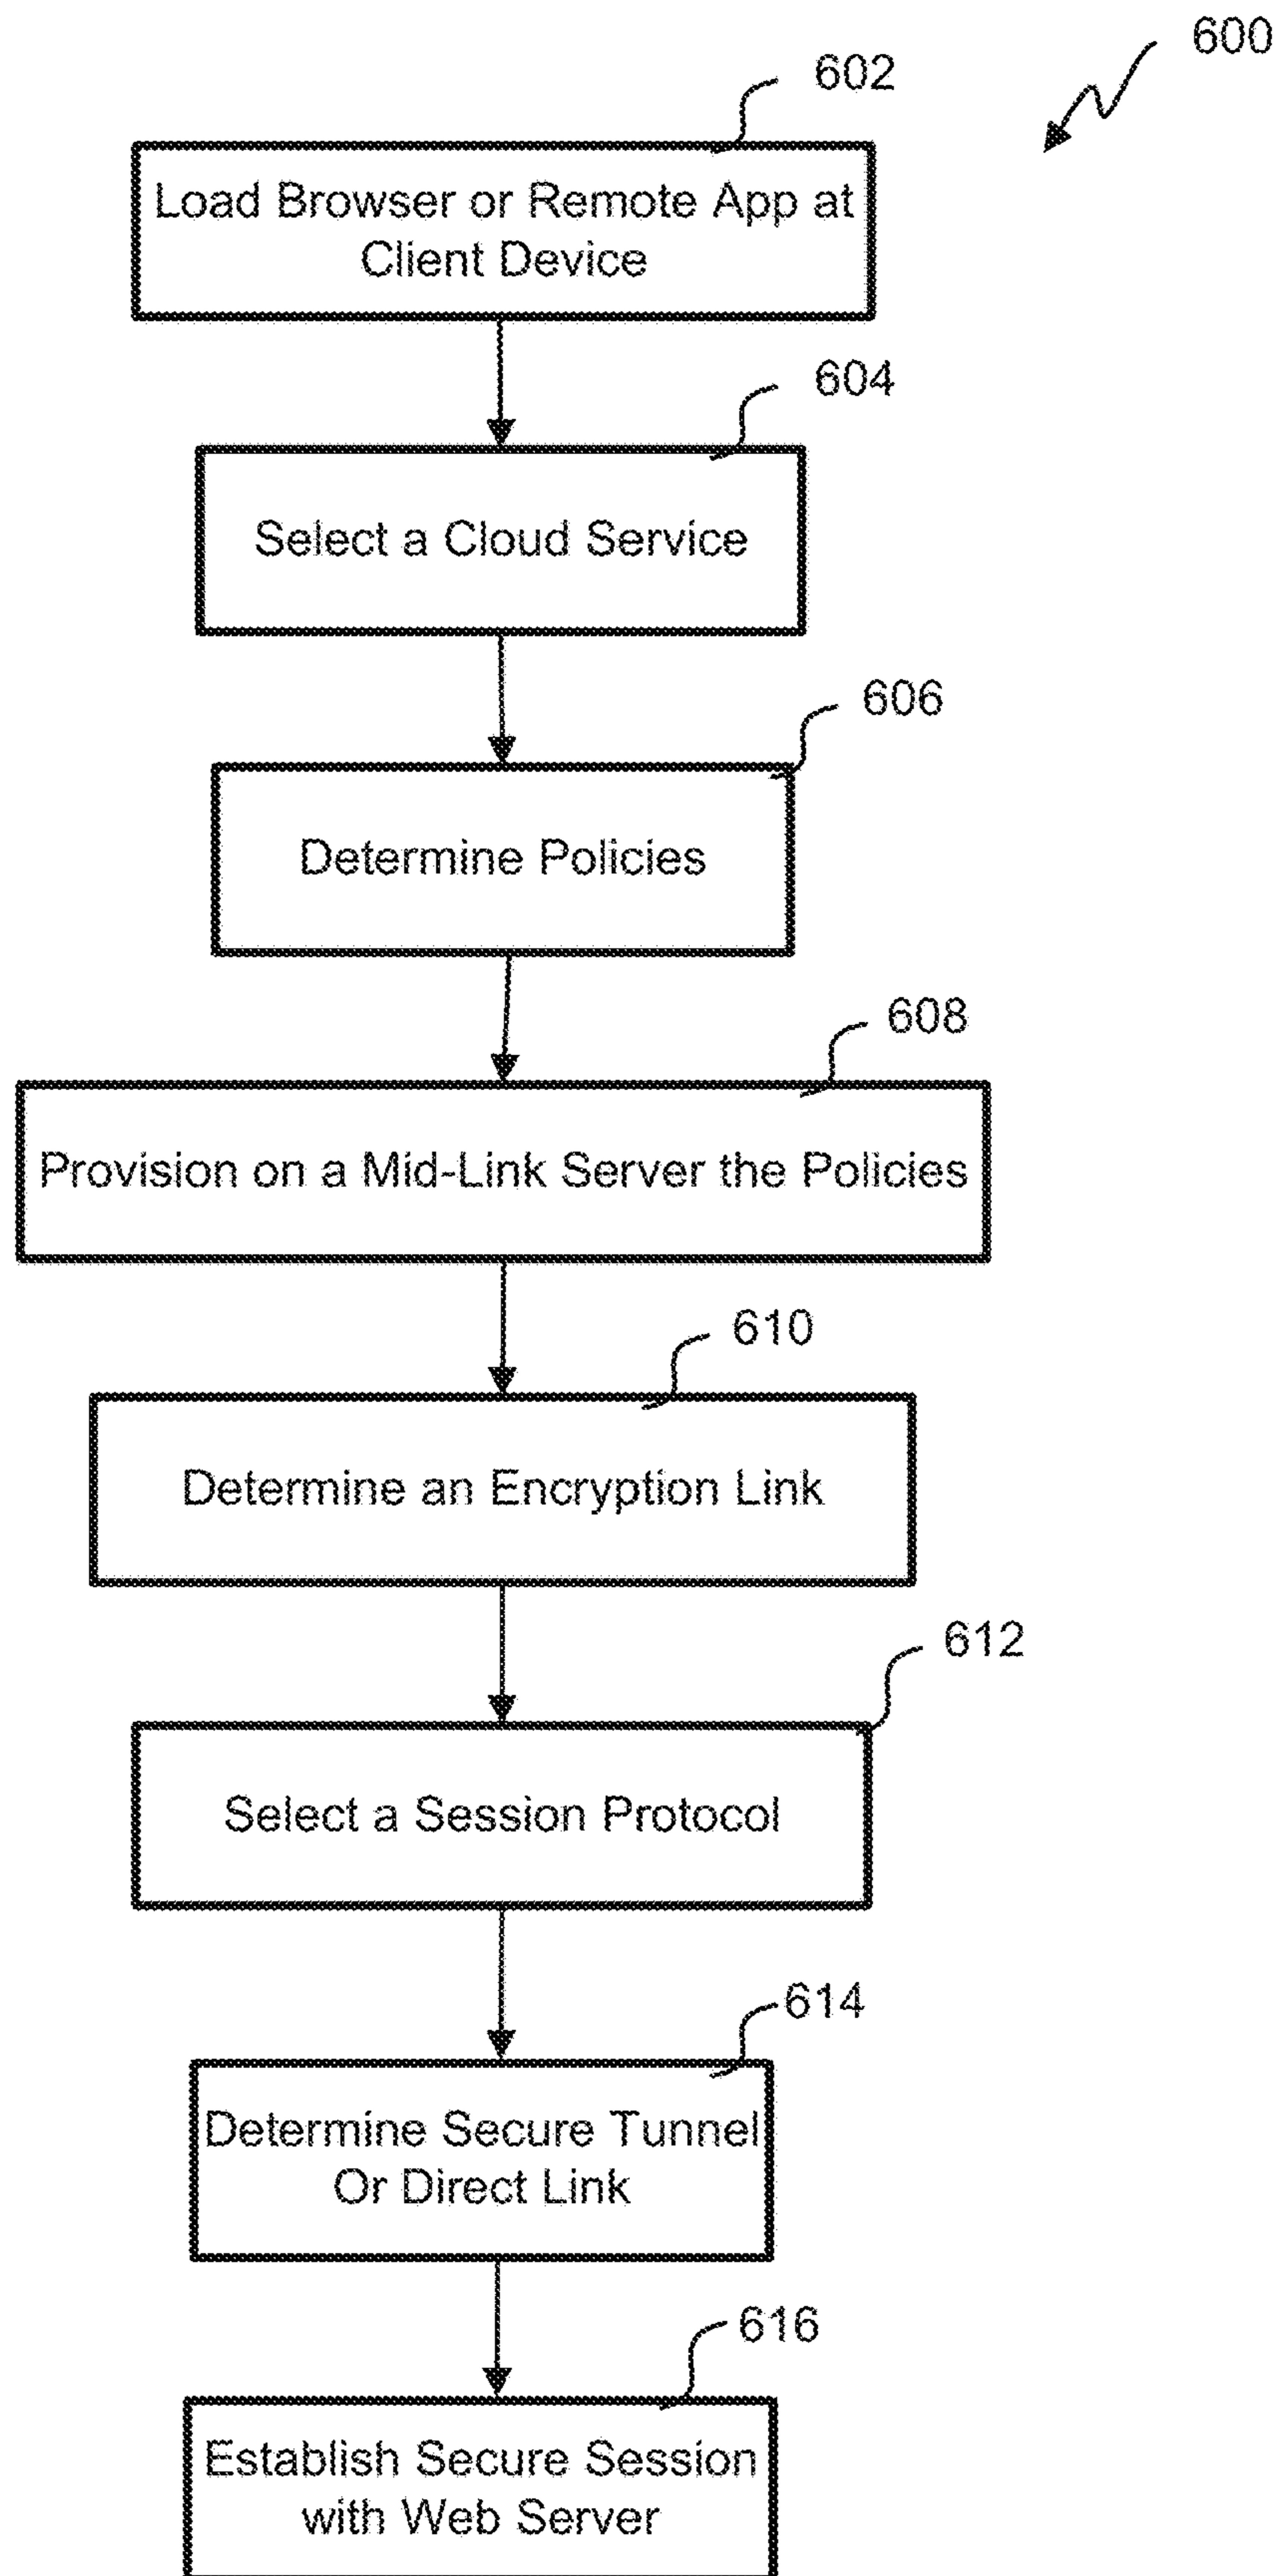 600
602
Load Browser or Remote App at
Client Device
604
Select a Cloud Service
606
Determine Policies
608
Provision on a Mid-Link Server the Policies
610
Determine an Encryption Link
612
Select a Session Protocol
614
Determine Secure Tunnel
Or Direct Link
616
Establish Secure Session
with Web Server